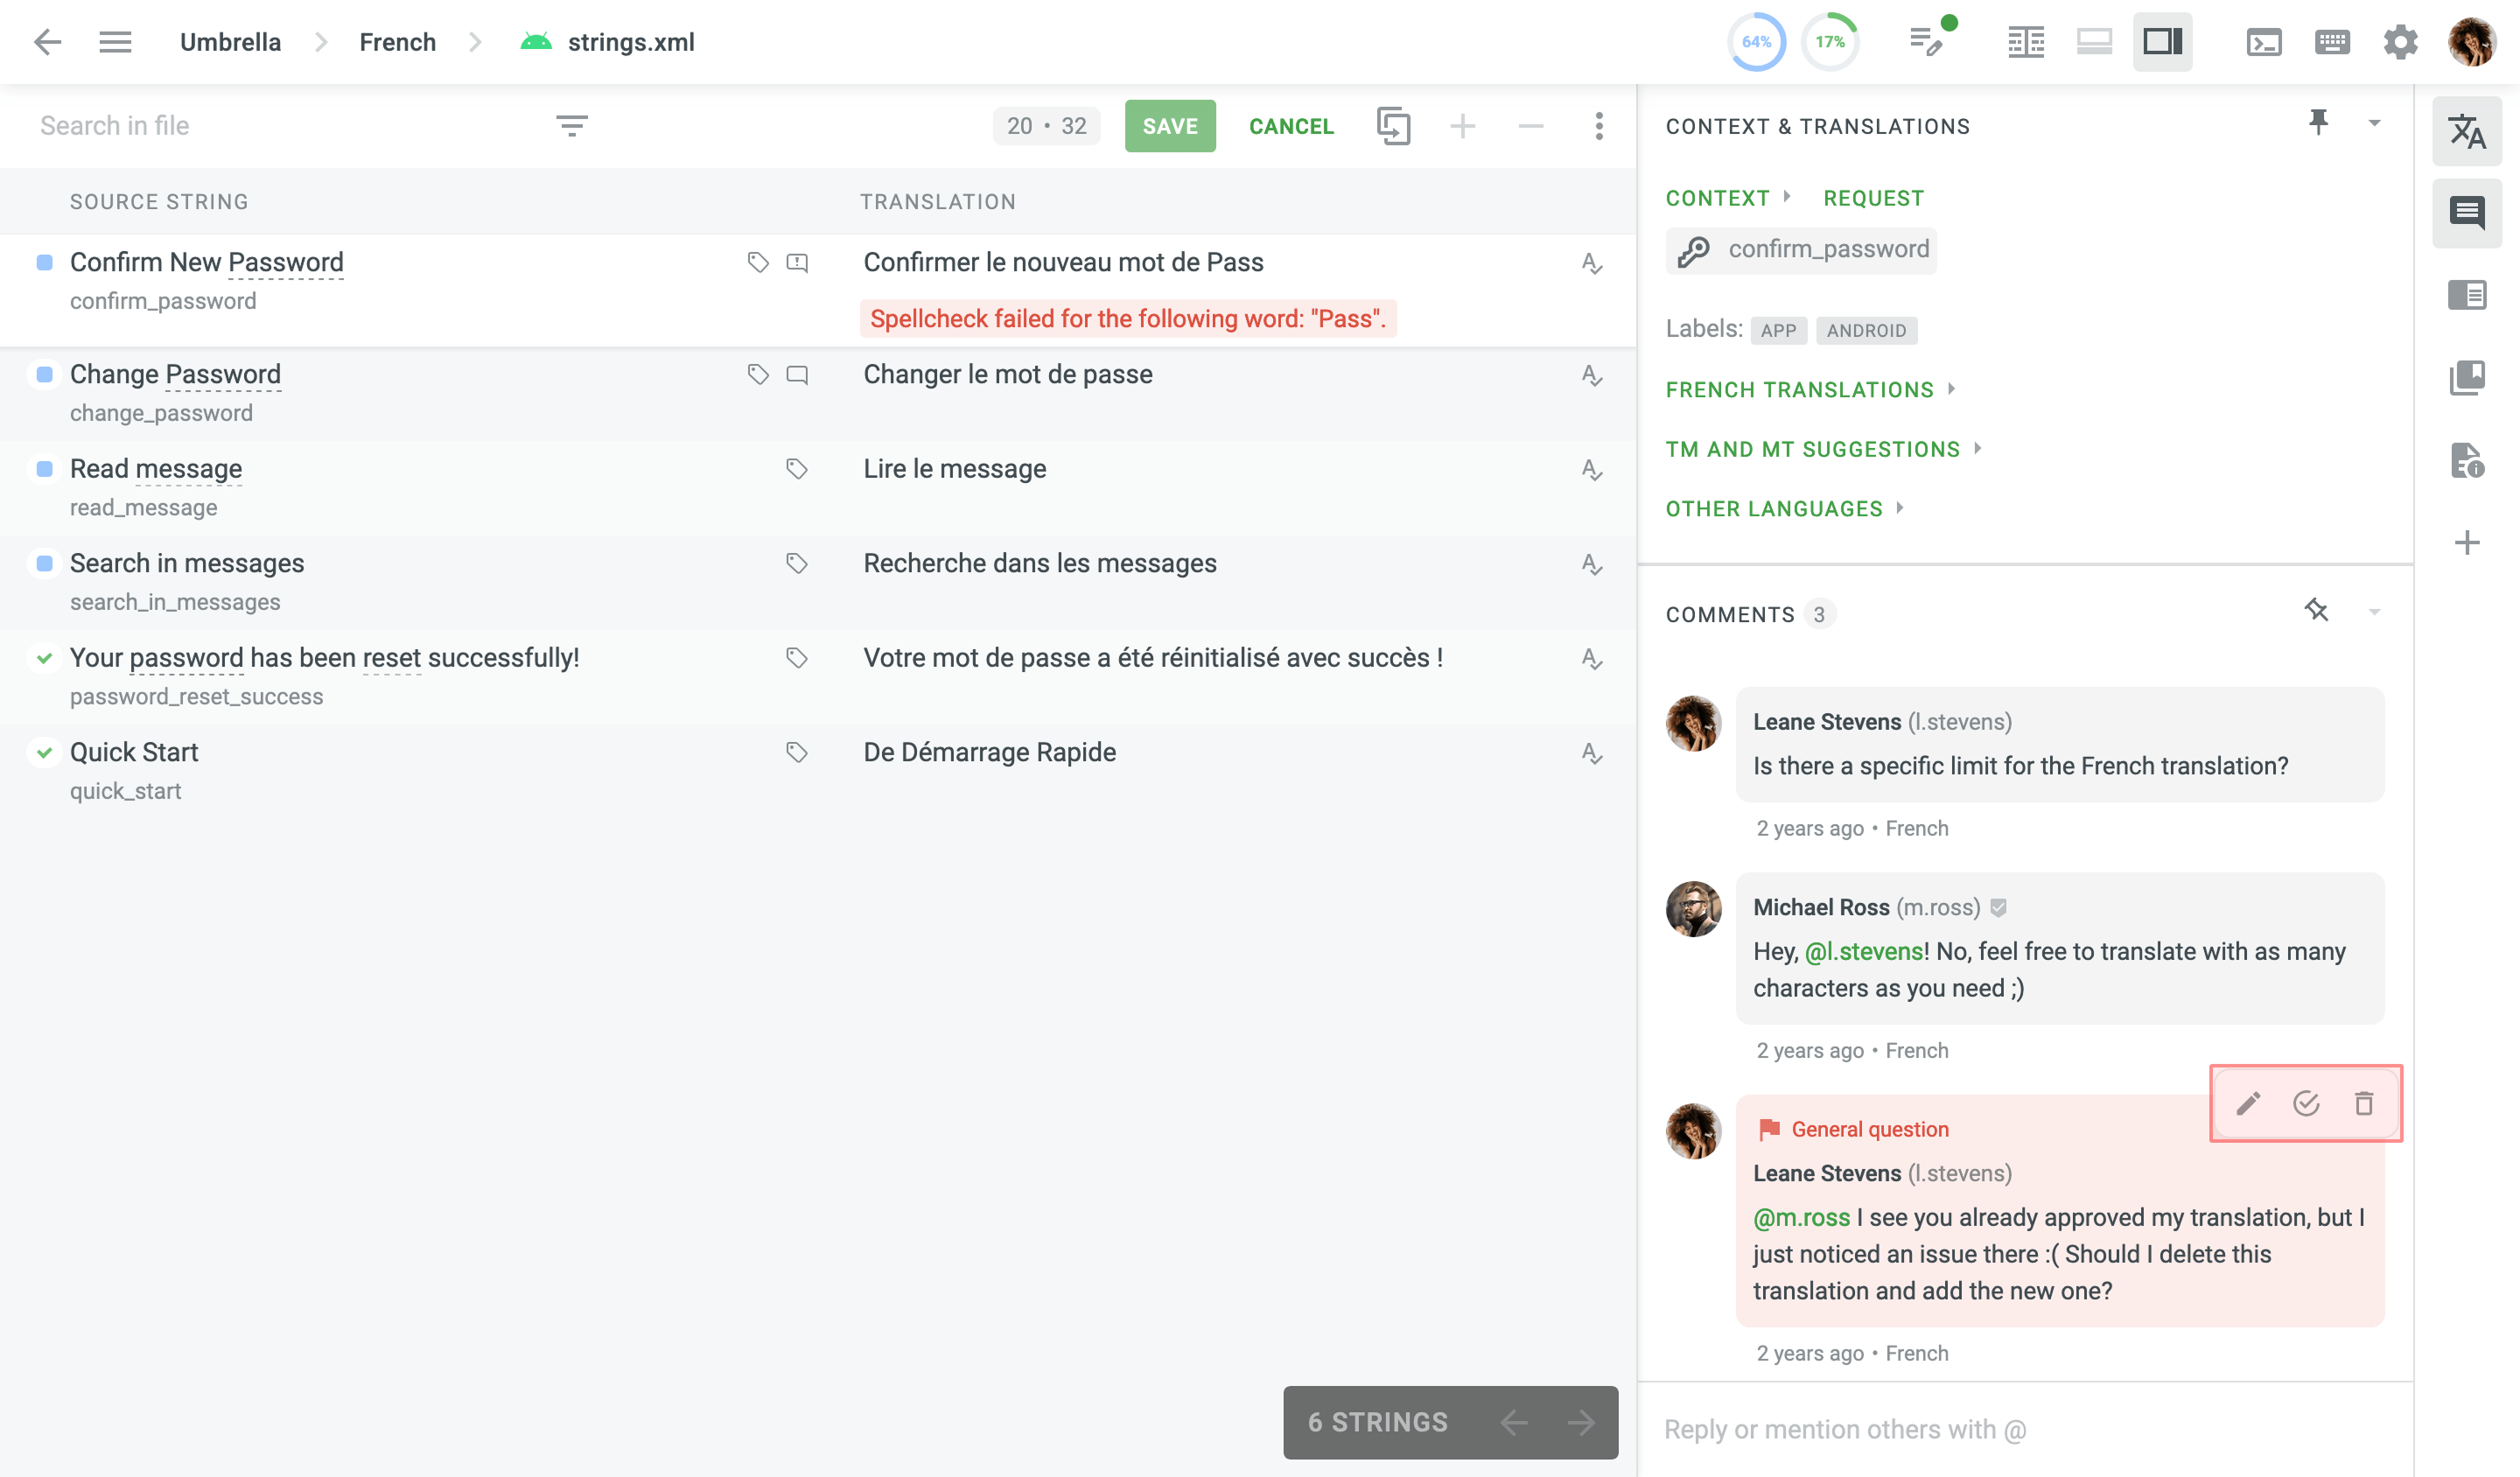 Umbrella
French
strings.xml
64%
17%
Search in file
20 • 32
SAVE
CANCEL
SOURCE STRING
TRANSLATION
Confirm New Password
confirm_password
Confirmer le nouveau mot de Pass
Spellcheck failed for the following word: "Pass".
Change Password
change_password
Changer le mot de passe
Read message
read_message
Lire le message
Search in messages
search_in_messages
Recherche dans les messages
Your password has been reset successfully!
password_reset_success
Votre mot de passe a été réinitialisé avec succès !
Quick Start
quick_start
De Démarrage Rapide
6 STRINGS
CONTEXT & TRANSLATIONS
CONTEXT
REQUEST
confirm_password
Labels: APP ANDROID
FRENCH TRANSLATIONS
TM AND MT SUGGESTIONS
OTHER LANGUAGES
COMMENTS 3
Leane Stevens (l.stevens)
Is there a specific limit for the French translation?
2 years ago • French
Michael Ross (m.ross)
Hey, @l.stevens! No, feel free to translate with as many
characters as you need ;)
2 years ago • French
General question
Leane Stevens (l.stevens)
@m.ross I see you already approved my translation, but I
just noticed an issue there :( Should I delete this
translation and add the new one?
2 years ago • French
Reply or mention others with @